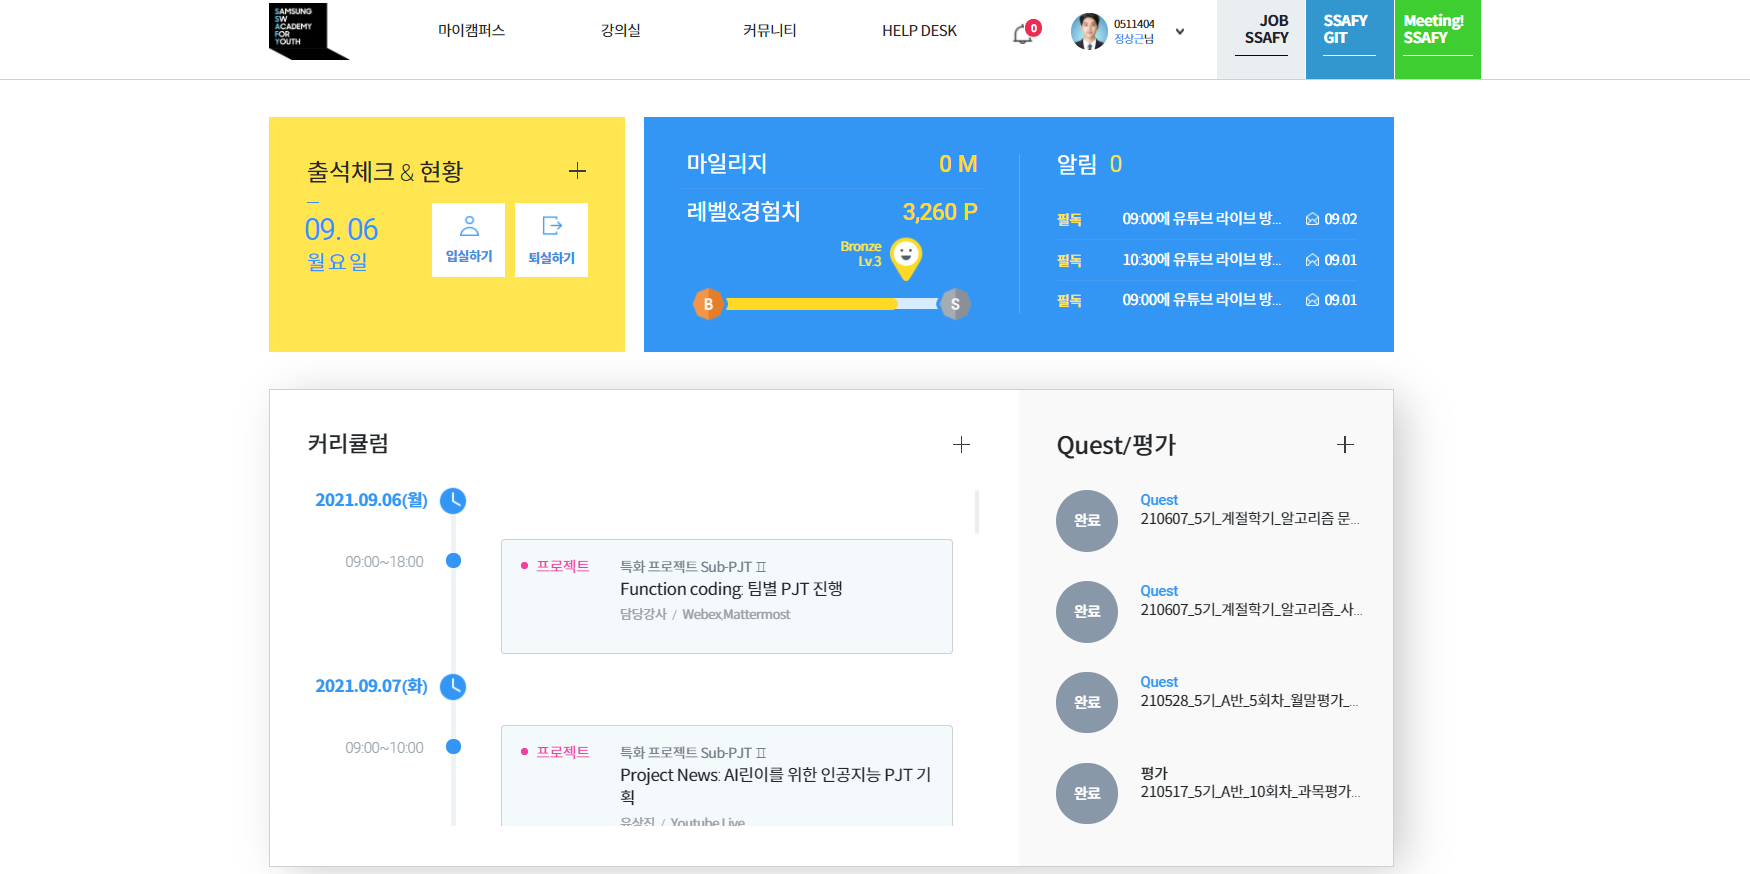 SAMSUNG
SW
ACADEMY
FOR
YOUTH
마이캠퍼스
강의실
커뮤니티
HELP DESK
0
0511404
정상근님
JOB
SSAFY
SSAFY
GIT
Meeting!
SSAFY
출석체크 & 현황
09. 06
월요일
입실하기
퇴실하기
마일리지 0 M
레벨&경험치 3,260 P
Bronze
Lv.3
B
S
알림 0
필독 09:00에 유튜브 라이브 방... 09.02
필독 10:30에 유튜브 라이브 방... 09.01
필독 09:00에 유튜브 라이브 방... 09.01
커리큘럼
2021.09.06(월)
09:00~18:00
프로젝트
특화 프로젝트 Sub-PJT Ⅱ
Function coding: 팀별 PJT 진행
담당강사 / Webex,Mattermost
2021.09.07(화)
09:00~10:00
프로젝트
특화 프로젝트 Sub-PJT Ⅱ
Project News: AI린이를 위한 인공지능 PJT 기
획
유상진 / Youtube Live
Quest/평가
완료
Quest
210607_5기_계절학기_알고리즘 문...
완료
Quest
210607_5기_계절학기_알고리즘_사...
완료
Quest
210528_5기_A반_5회차_월말평가_...
완료
평가
210517_5기_A반_10회차_과목평가...